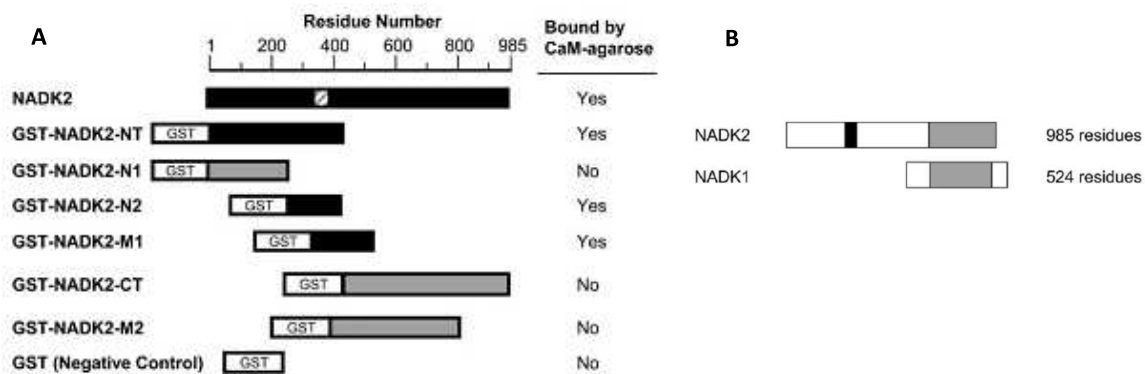 A
Residue Number
1 200 400 600 800 985
Bound by
CaM-agarose
NADK2 Yes
GST-NADK2-NT GST Yes
GST-NADK2-N1 GST No
GST-NADK2-N2 GST Yes
GST-NADK2-M1 GST Yes
GST-NADK2-CT GST No
GST-NADK2-M2 GST No
GST (Negative Control) GST No
B
NADK2 985 residues
NADK1 524 residues